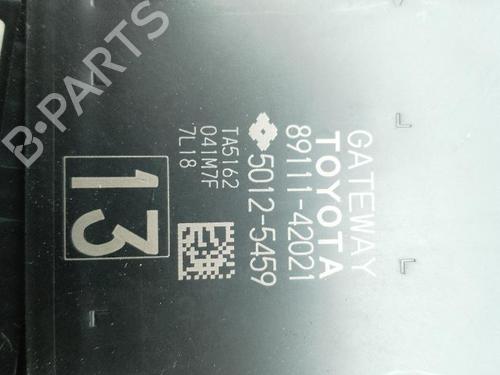 GATEWAY
TOYOTA
89111-42021
5012-5459
TA5162
041M7F
7L18
13
B-PARTS